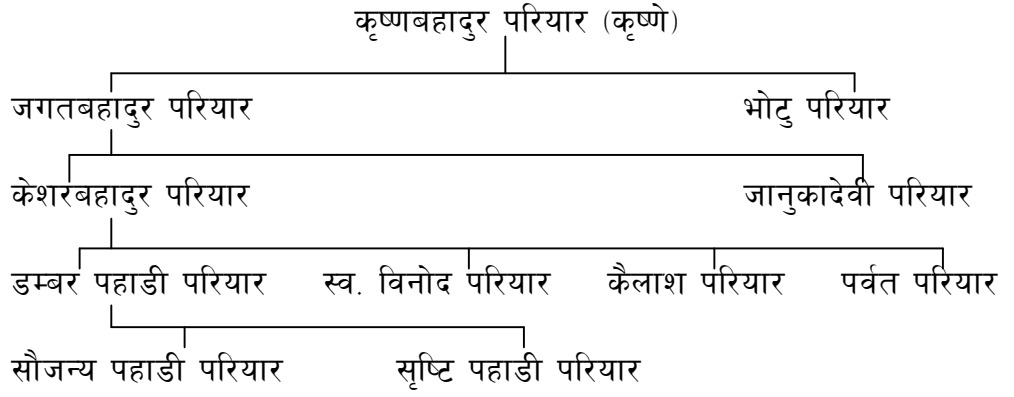 कृष्णबहादुर परियार (कृष्णे)
जगतबहादुर परियार भोटु परियार
केशरबहादुर परियार जानुकादेवी परियार
डम्बर पहाडी परियार स्व. विनोद परियार कैलाश परियार पर्वत परियार
सौजन्य पहाडी परियार सृष्टि पहाडी परियार